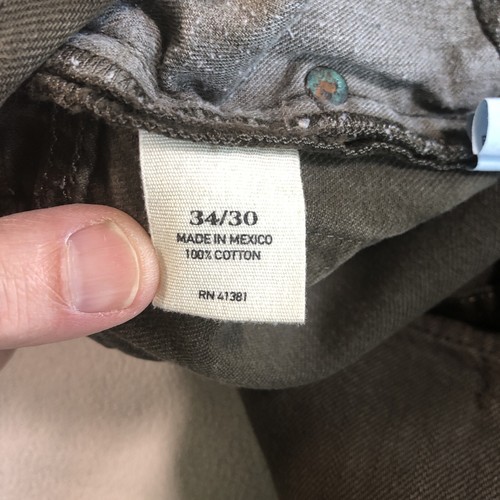 34/30
MADE IN MEXICO
100% COTTON
RN 41381